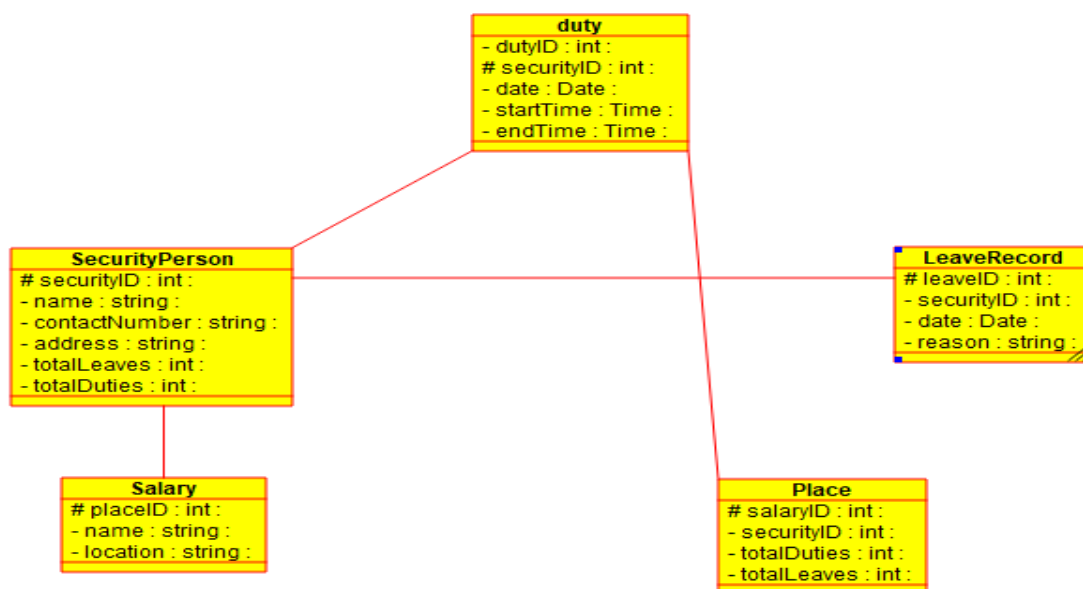 duty
- dutyID : int :
# securityID : int :
- date : Date :
- startTime : Time :
- endTime : Time :
SecurityPerson
# securityID : int :
- name : string :
- contactNumber : string :
- address : string :
- totalLeaves : int :
- totalDuties : int :
LeaveRecord
# leaveID : int :
- securityID : int :
- date : Date :
- reason : string :
Salary
# placeID : int :
- name : string :
- location : string :
Place
# salaryID : int :
- securityID : int :
- totalDuties : int :
- totalLeaves : int :